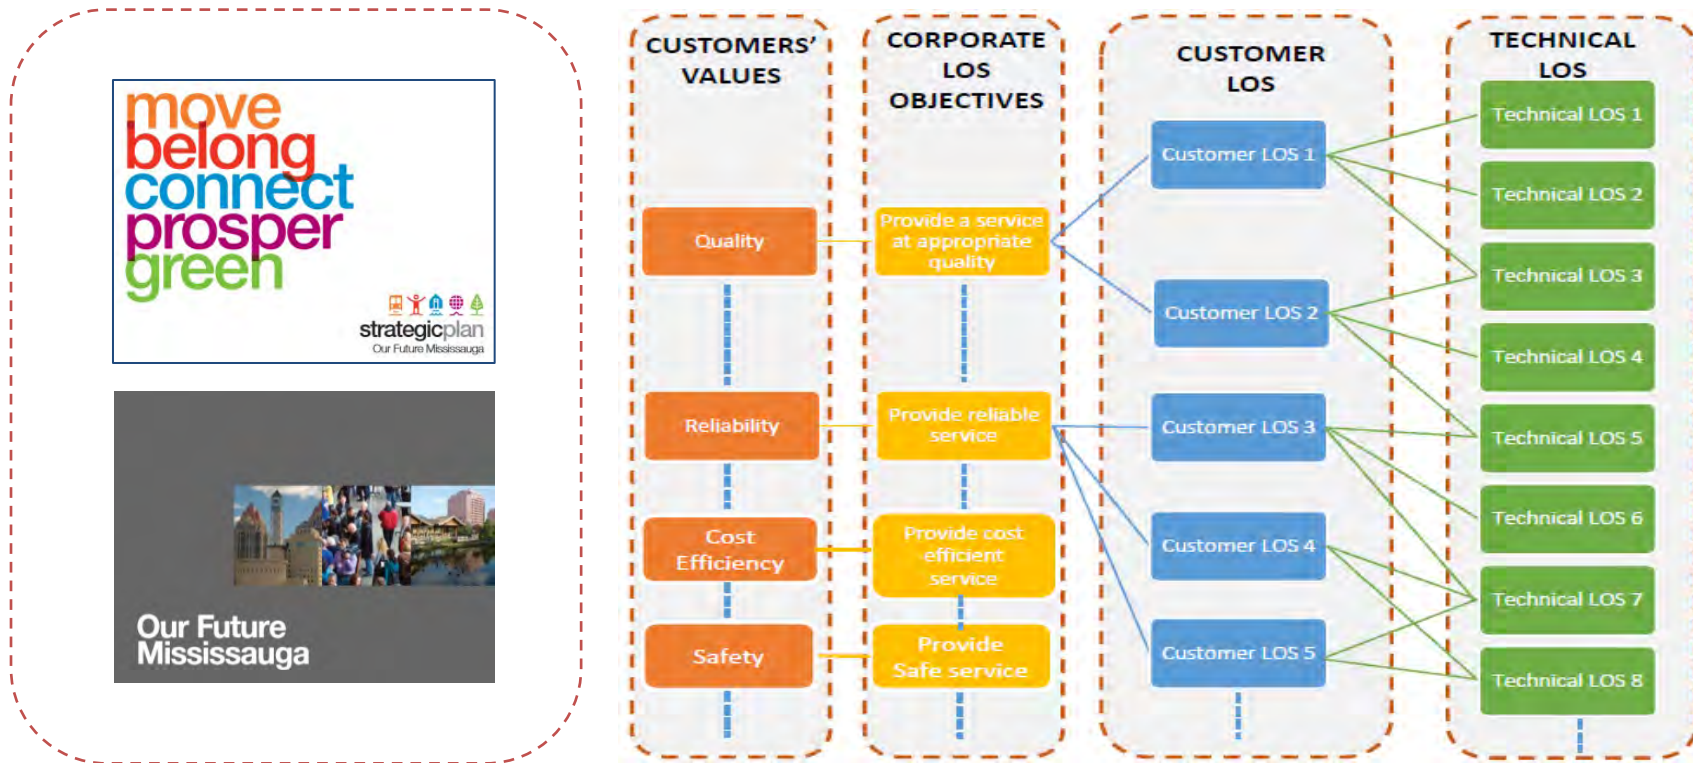 move
belong
connect
prosper
green
strategicplan
Our Future Mississauga
Our Future
Mississauga
CUSTOMERS'
VALUES
Quality
Reliability
Cost
Efficiency
Safety
CORPORATE
LOS
OBJECTIVES
Provide a service
at appropriate
quality
Provide reliable
service
Provide cost
efficient
service
Provide
Safe service
CUSTOMER
LOS
Customer LOS 1
Customer LOS 2
Customer LOS 3
Customer LOS 4
Customer LOS 5
TECHNICAL
LOS
Technical LOS 1
Technical LOS 2
Technical LOS 3
Technical LOS 4
Technical LOS 5
Technical LOS 6
Technical LOS 7
Technical LOS 8